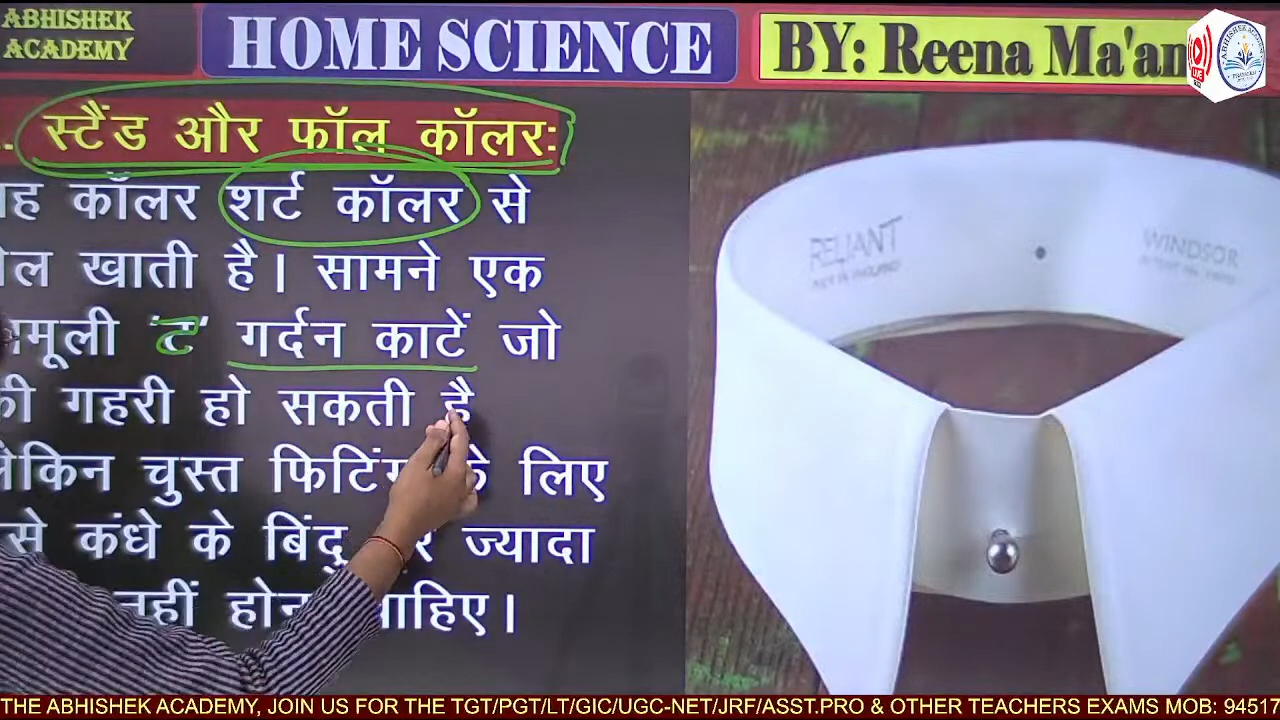 ABHISHEK
ACADEMY
HOME SCIENCE
BY: Reena Ma'am
LIVE
स्टैंड और फॉल कॉलर:
कॉलर शर्ट कॉलर से
खाती है। सामने एक
'ट' गर्दन काटें जो
गहरी हो सकती है
चुस्त फिटिंग के लिए
कंधे के बिंदु ज्यादा
नहीं चाहिए।
RELIANT
WINDSOR
THE ABHISHEK ACADEMY, JOIN US FOR THE TGT/PGT/LT/GIC/UGC-NET/JRF/ASST.PRO & OTHER TEACHERS EXAMS MOB: 94517